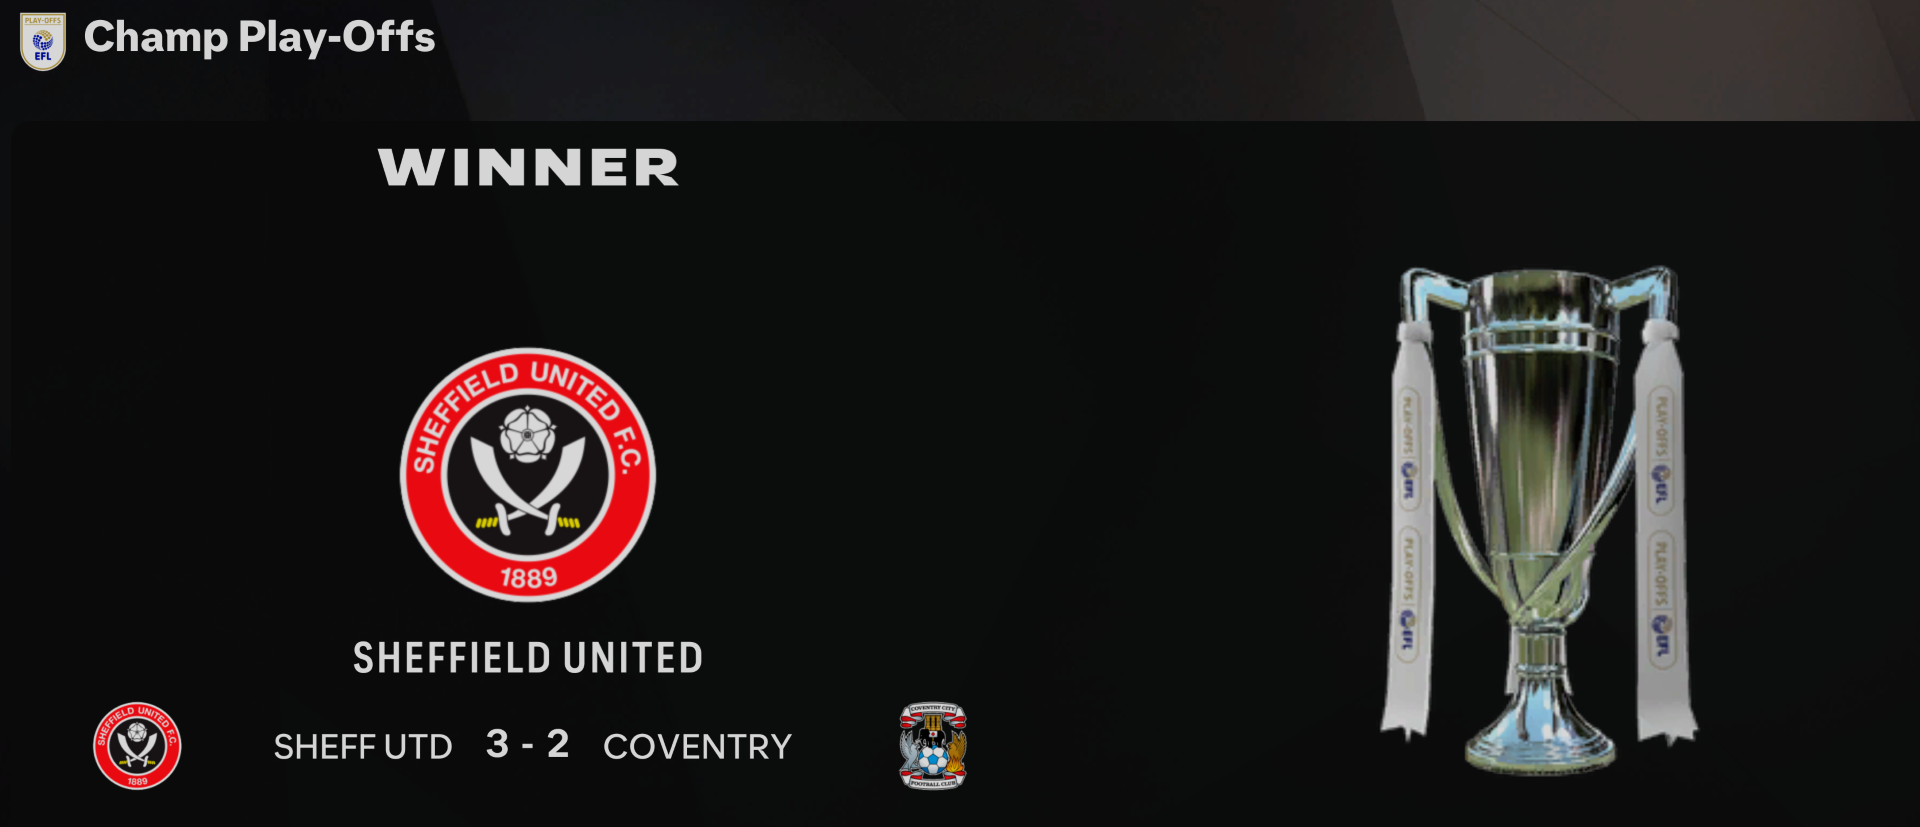 PLAY-OFFS
EFL
Champ Play-Offs
WINNER
SHEFFIELD UNITED F.C.
1889
SHEFFIELD UNITED
SHEFFIELD UNITED F.C.
1889
SHEFF UTD 3 - 2 COVENTRY
COVENTRY CITY
FOOTBALL CLUB
PLAY-OFFS EFL
PLAY-OFFS EFL
PLAY-OFFS EFL
PLAY-OFFS EFL